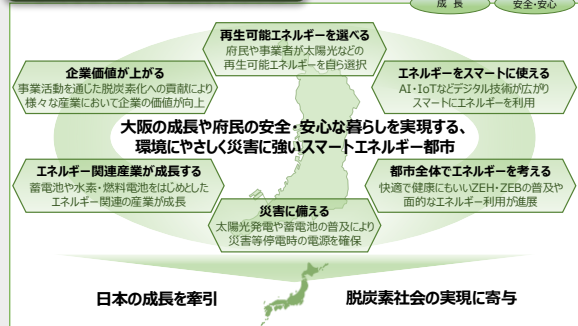 成 長
安全・安心
再生可能エネルギーを選べる
府民や事業者が太陽光などの
再生可能エネルギーを自ら選択
企業価値が上がる
事業活動を通じた脱炭素化への貢献により
様々な産業において企業の価値が向上
エネルギーをスマートに使える
AI・IoTなどデジタル技術が広がり
スマートにエネルギーを利用
大阪の成長や府民の安全・安心な暮らしを実現する、
環境にやさしく災害に強いスマートエネルギー都市
エネルギー関連産業が成長する
蓄電池や水素・燃料電池をはじめとした
エネルギー関連の産業が成長
都市全体でエネルギーを考える
快適で健康にもいいZEH・ZEBの普及や
面的なエネルギー利用が進展
災害に備える
太陽光発電や蓄電池の普及により
災害等停電時の電源を確保
日本の成長を牽引
脱炭素社会の実現に寄与